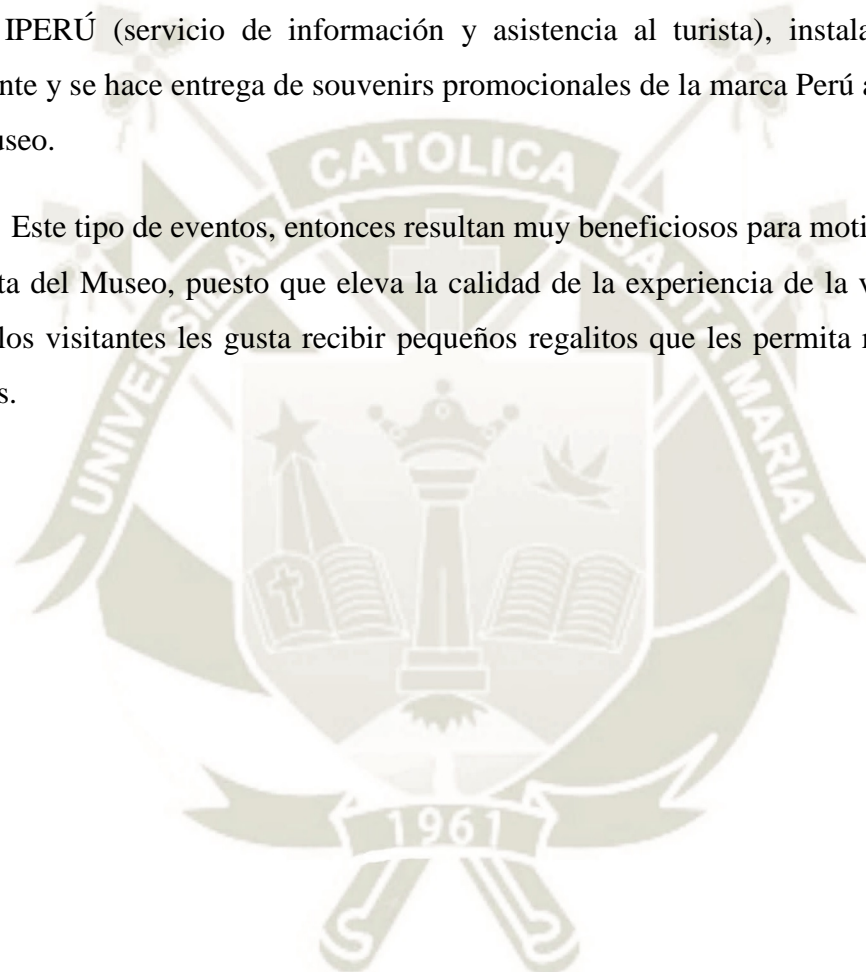 IPERÚ (servicio de información y asistencia al turista), instala
nte y se hace entrega de souvenirs promocionales de la marca Perú a
useo.
Este tipo de eventos, entonces resultan muy beneficiosos para moti
ta del Museo, puesto que eleva la calidad de la experiencia de la v
los visitantes les gusta recibir pequeños regalitos que les permita
s.
UNIVERSIDAD CATOLICA SANTA MARIA
1961